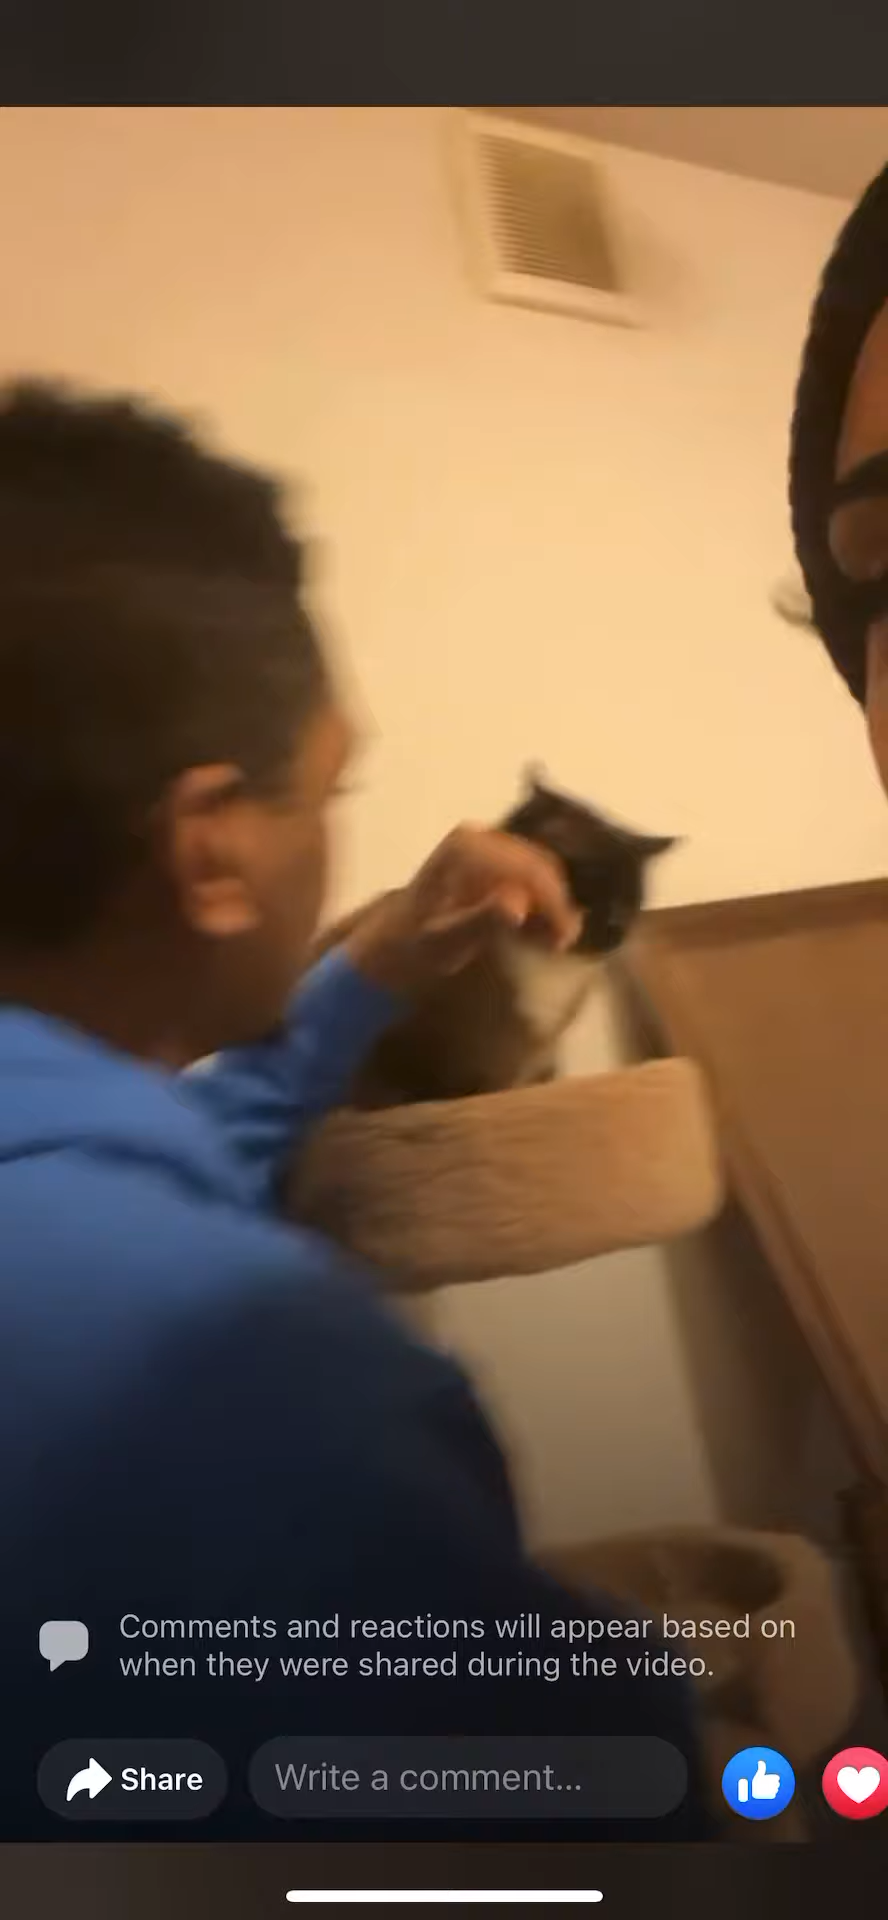 Comments and reactions will appear based on
when they were shared during the video.
Share
Write a comment...